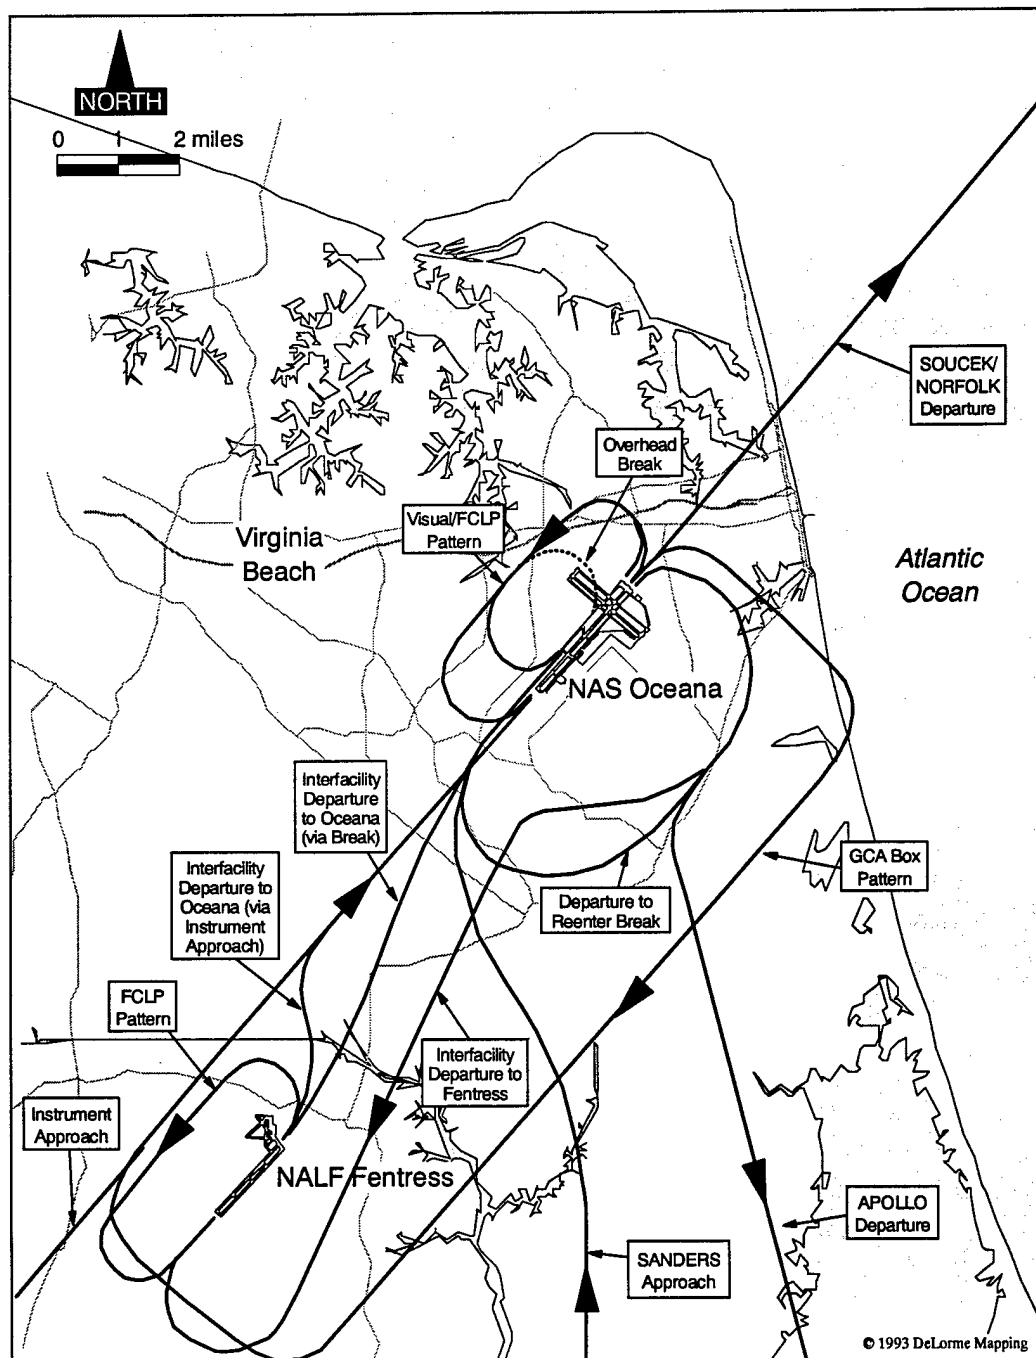 NORTH
0 1 2 miles
SOUCEK/
NORFOLK
Departure
Overhead
Break
Visual/FCLP
Pattern
Virginia
Beach
Atlantic
Ocean
NAS Oceana
Interfacility
Departure
to Oceana
(via Break)
Interfacility
Departure to
Oceana (via
Instrument
Approach)
GCA Box
Pattern
Departure to
Reenter Break
FCLP
Pattern
Interfacility
Departure to
Fentress
Instrument
Approach
NALF Fentress
APOLLO
Departure
SANDERS
Approach
© 1993 DeLorme Mapping